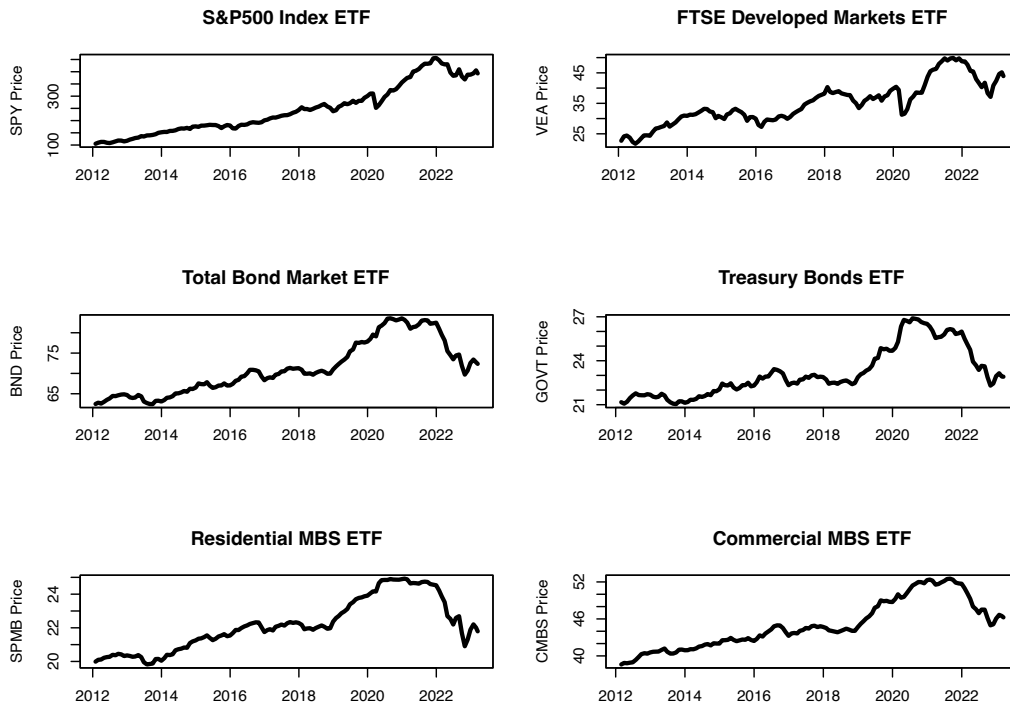 S&P500 Index ETF
SPY Price
100 300
2012 2014 2016 2018 2020 2022
FTSE Developed Markets ETF
VEA Price
25 35 45
2012 2014 2016 2018 2020 2022
Total Bond Market ETF
BND Price
65 75
2012 2014 2016 2018 2020 2022
Treasury Bonds ETF
GOVT Price
21 24 27
2012 2014 2016 2018 2020 2022
Residential MBS ETF
SPMB Price
20 22 24
2012 2014 2016 2018 2020 2022
Commercial MBS ETF
CMBS Price
40 46 52
2012 2014 2016 2018 2020 2022